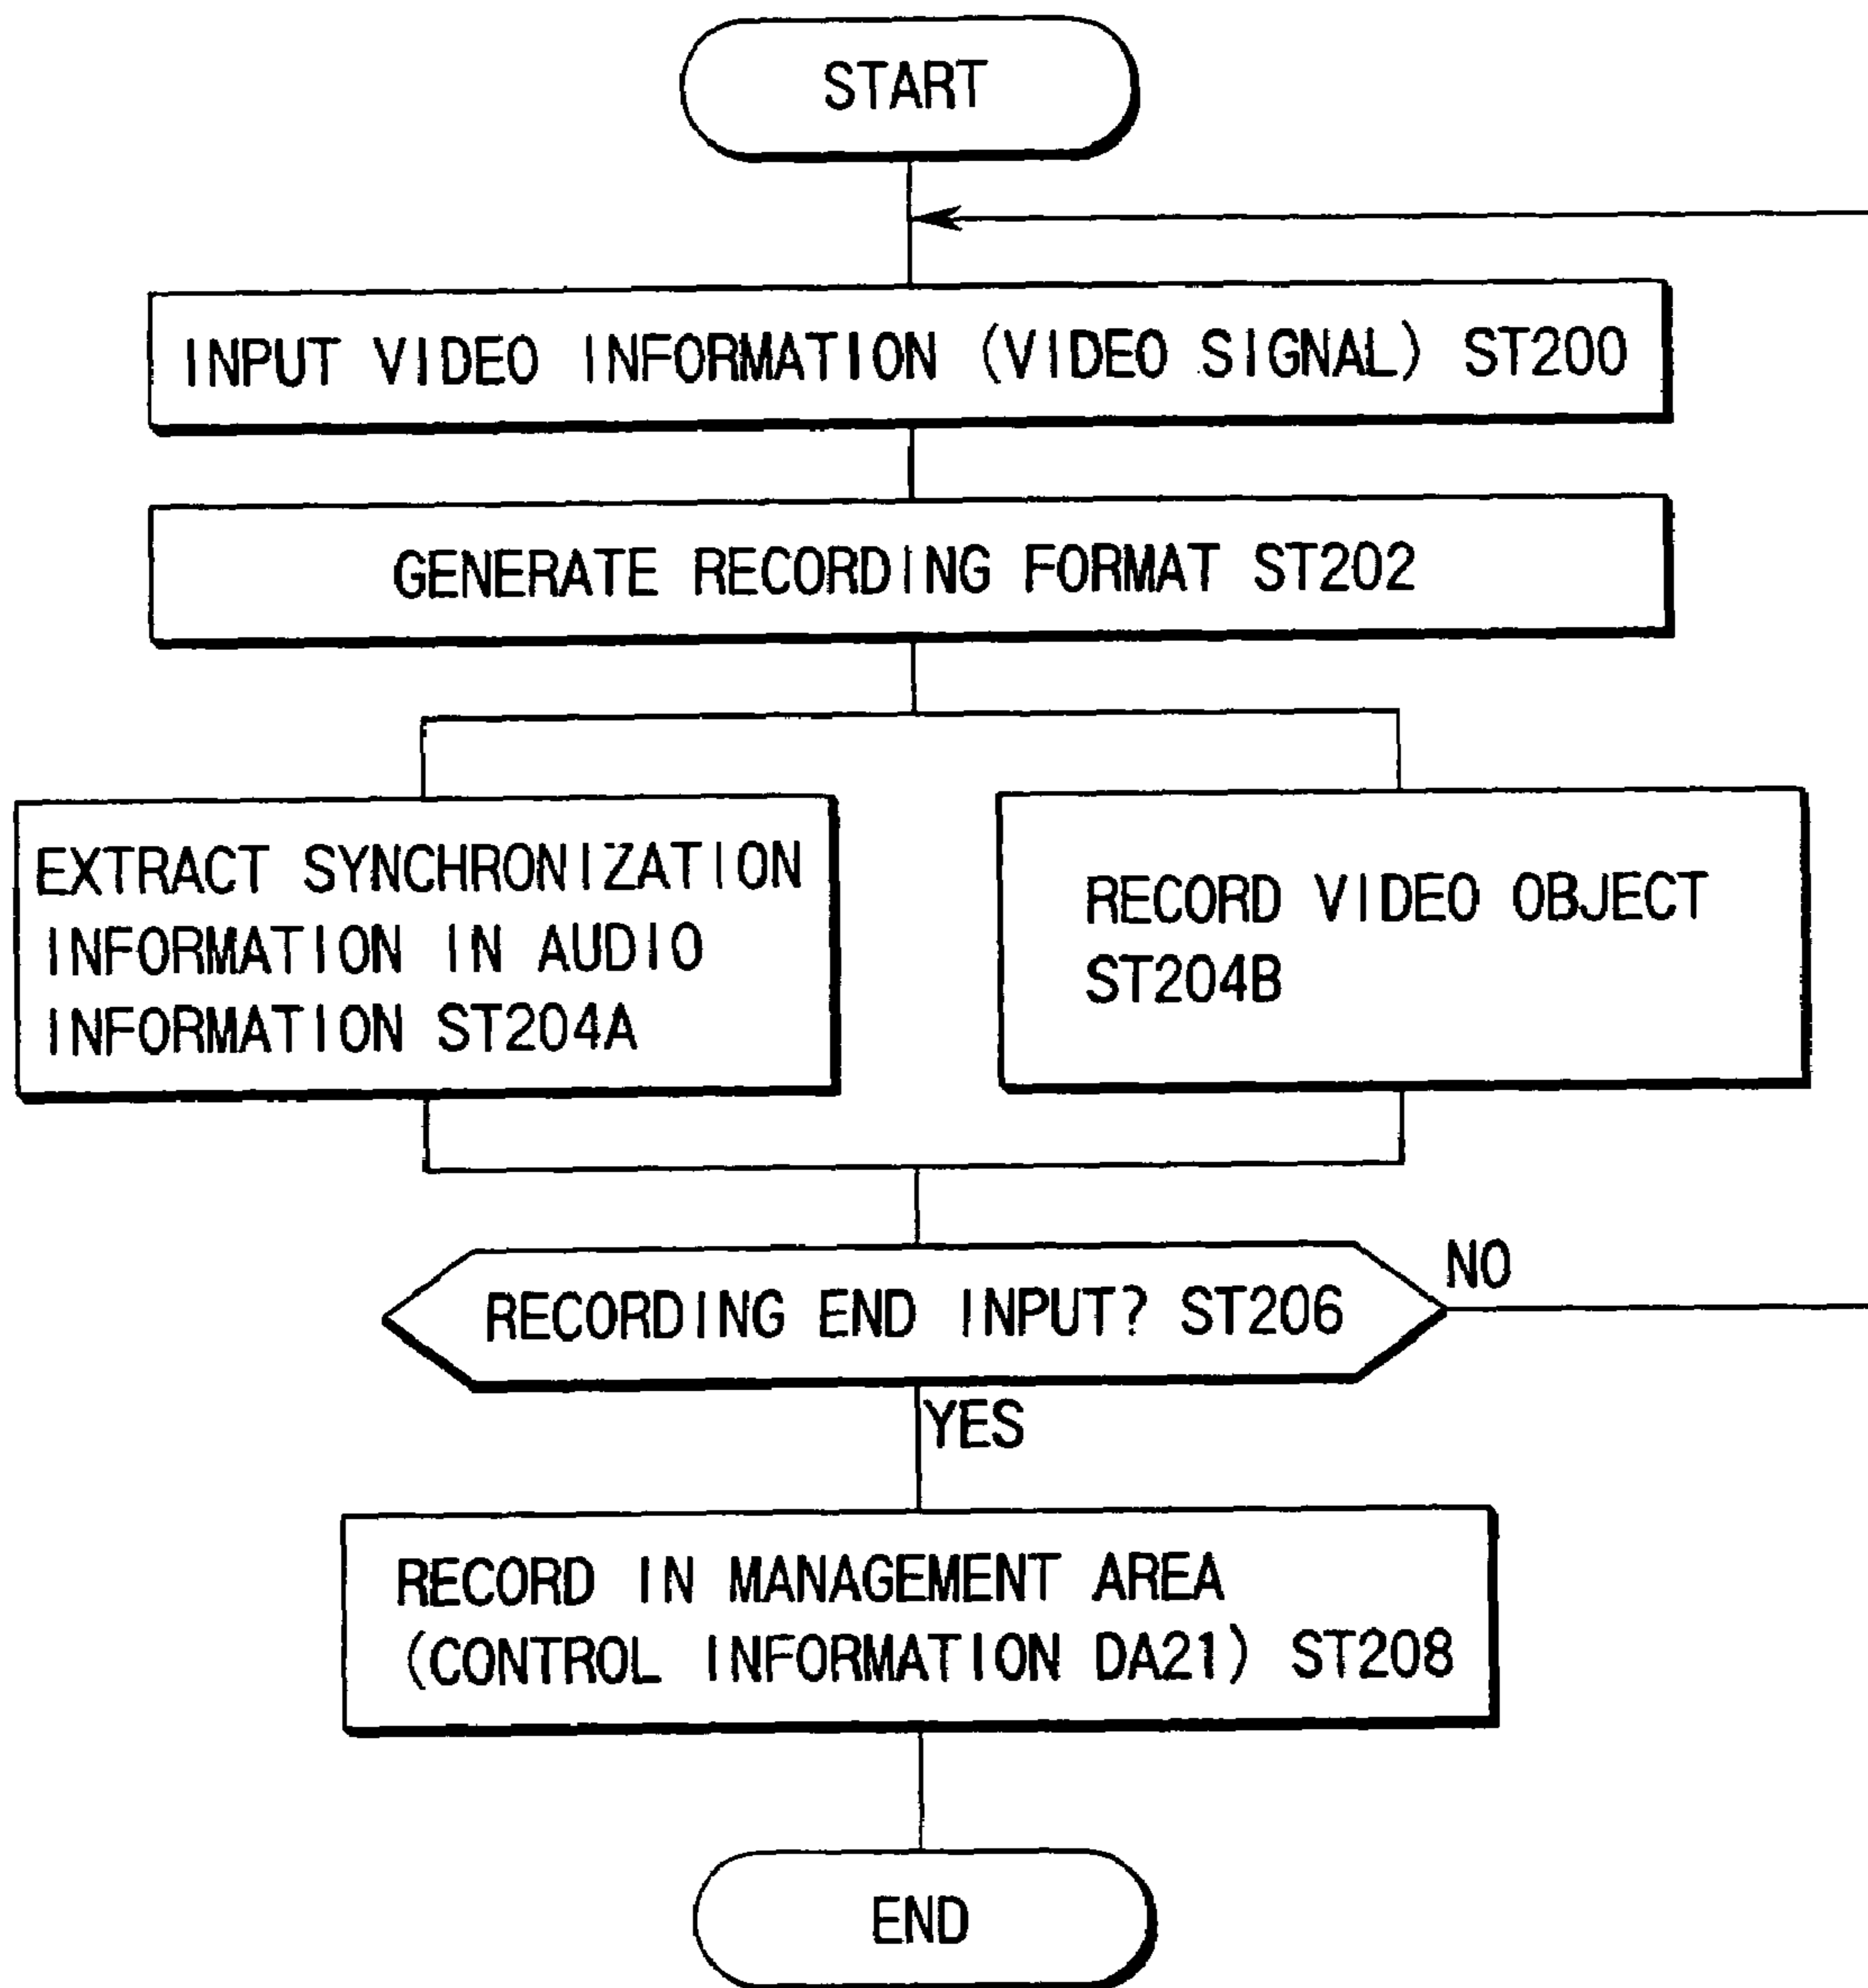 START
INPUT VIDEO INFORMATION (VIDEO SIGNAL) ST200
GENERATE RECORDING FORMAT ST202
EXTRACT SYNCHRONIZATION
INFORMATION IN AUDIO
INFORMATION ST204A
RECORD VIDEO OBJECT
ST204B
RECORDING END INPUT? ST206
NO
YES
RECORD IN MANAGEMENT AREA
(CONTROL INFORMATION DA21) ST208
END